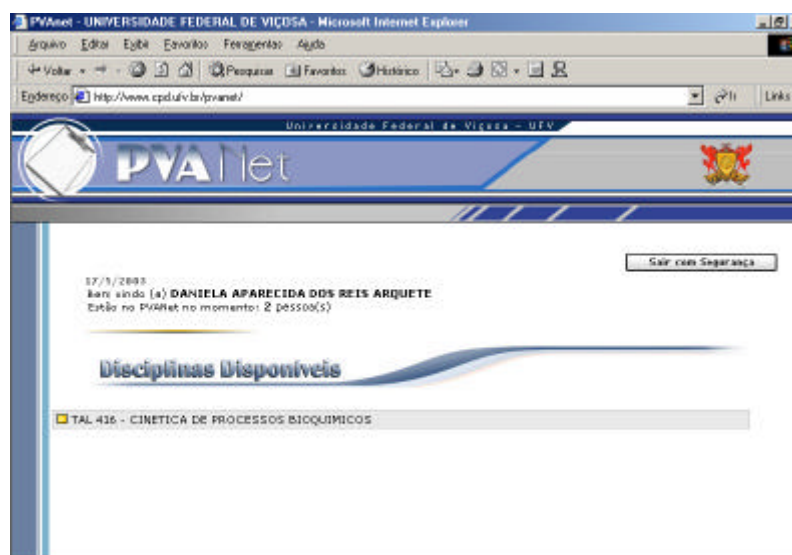 PVAnet - UNIVERSIDADE FEDERAL DE VIÇOSA - Microsoft Internet Explorer
Arquivo Editar Exibir Favoritos Ferramentas Ajuda
Voltar Pesquisar Favoritos Histórico
Endereço http://www.cpd.ufv.br/pvanet/ Ir Links
Universidade Federal de Viçosa - UFV
PVANet
Sair com Segurança
17/5/2003
Bem vindo (a) DANIELA APARECIDA DOS REIS ARQUETE
Estão no PVANet no momento: 2 pessoa(s)
Disciplinas Disponíveis
TAL 416 - CINETICA DE PROCESSOS BIOQUIMICOS